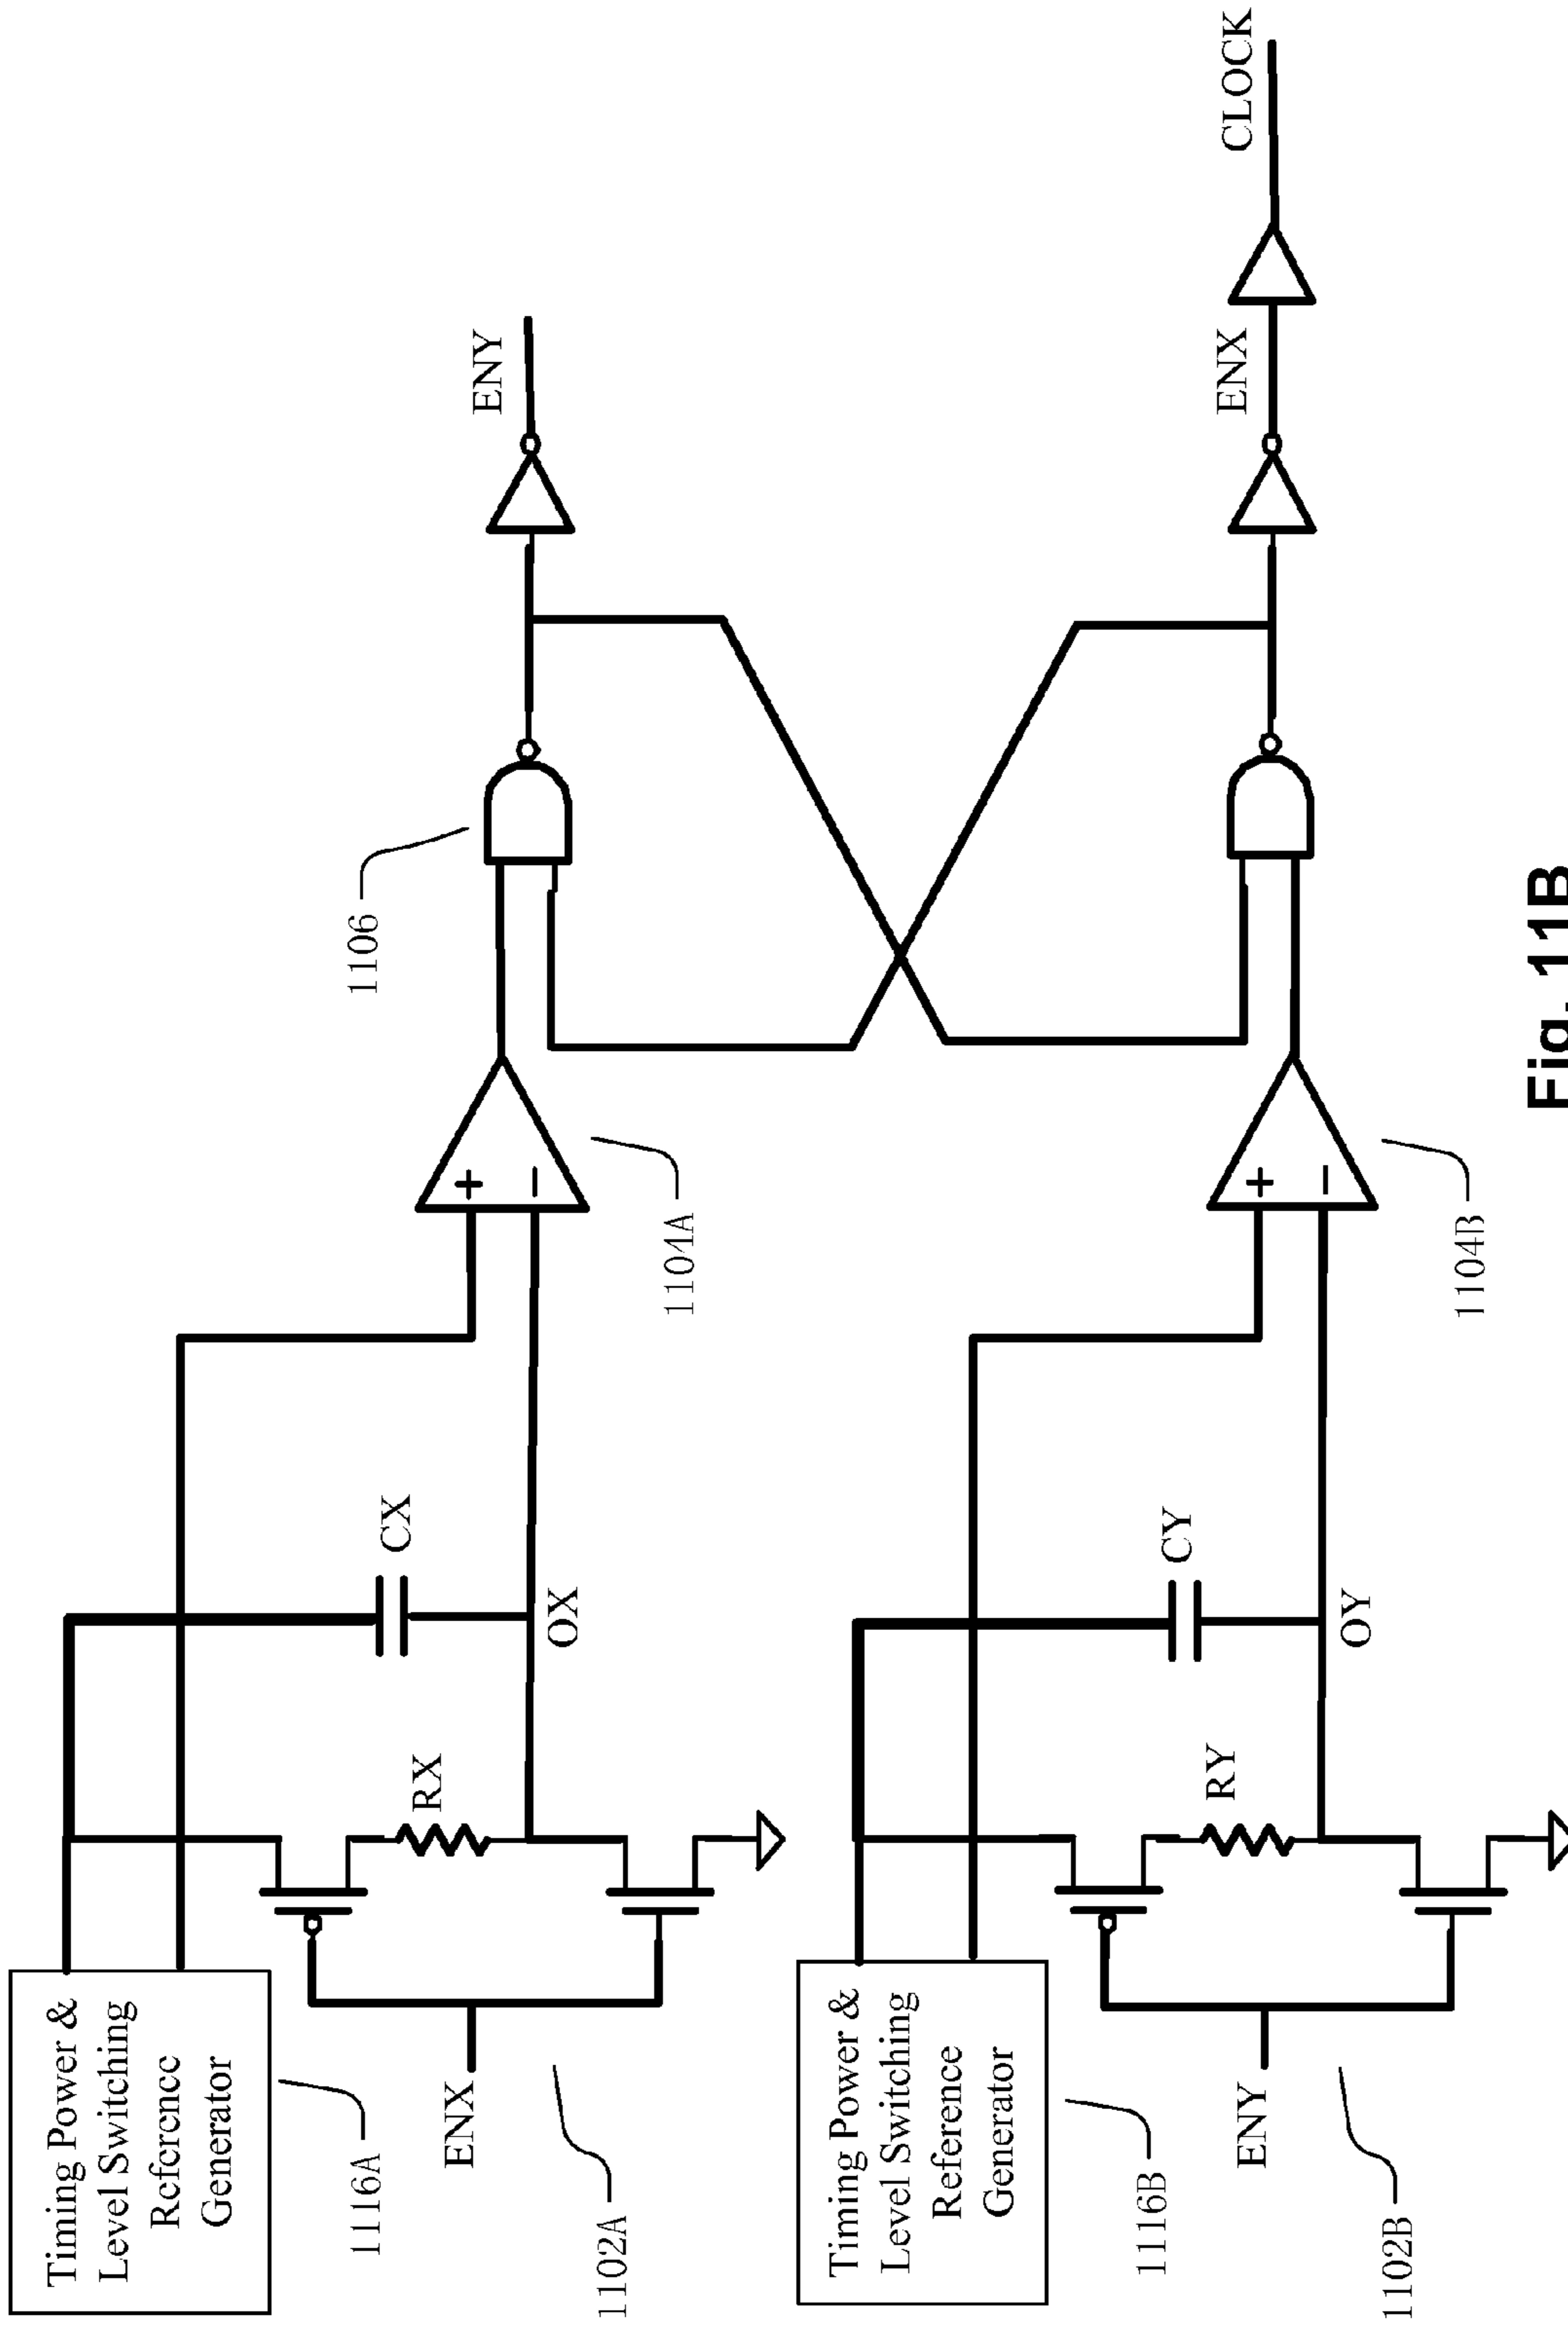 Timing Power &
Level Switching
Reference
Generator
1116A
ENX
1102A
RX
CX
OX
1104A
1106
ENY
Timing Power &
Level Switching
Reference
Generator
1116B
ENY
1102B
RY
CY
OY
1104B
ENX
CLOCK
+
−
+
−
Fig. 11B